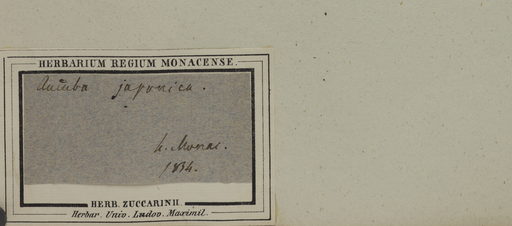 HERBARIUM REGIUM MONACENSE.
Aucuba japonica.
h. Monac.
1834.
HERB. ZUCCARINII.
Herbar. Univ. Ludov. Maximil.